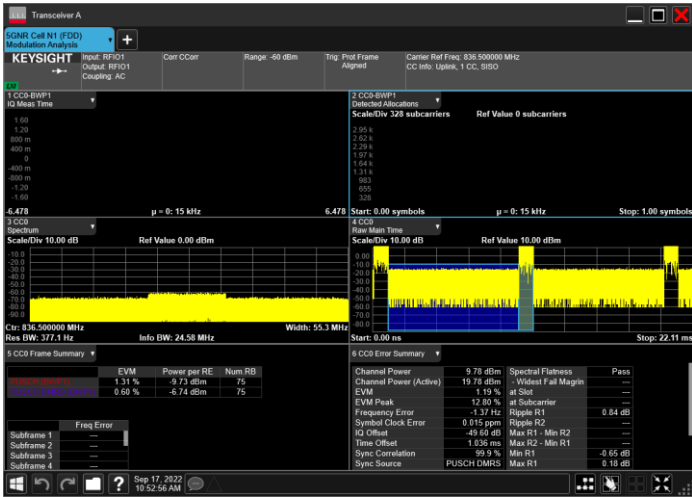 Transceiver A
5GNR Cell N1 (FDD)
Modulation Analysis
KEYSIGHT
Input: RFIO1
Output: RFIO1
Coupling: AC
Corr CCorr
Range: -60 dBm
Trig: Prot Frame
Aligned
Carrier Ref Freq: 836.500000 MHz
CC Info: Uplink, 1 CC, SISO
1 CC0-BWP1
IQ Meas Time
1.60
1.20
800 m
400 m
0
-400 m
-800 m
-1.20
-1.60
-6.478 µ = 0: 15 kHz 6.478
2 CC0-BWP1
Detected Allocations
Scale/Div 328 subcarriers Ref Value 0 subcarriers
2.95 k
2.62 k
2.29 k
1.97 k
1.64 k
1.31 k
983
655
328
Start: 0.00 symbols µ = 0: 15 kHz Stop: 1.00 symbols
3 CC0
Spectrum
Scale/Div 10.00 dB Ref Value 0.00 dBm
-10.0
-20.0
-30.0
-40.0
-50.0
-60.0
-70.0
-80.0
-90.0
Ctr: 836.500000 MHz Width: 55.3 MHz
Res BW: 377.1 Hz Info BW: 24.58 MHz
4 CC0
Raw Main Time
Scale/Div 10.00 dB Ref Value 10.00 dBm
0.00
-10.0
-20.0
-30.0
-40.0
-50.0
-60.0
-70.0
-80.0
Start: 0.00 ns Stop: 22.11 ms
5 CC0 Frame Summary
EVM Power per RE Num.RB
1.31 % -9.73 dBm 75
0.60 % -6.74 dBm 75
Freq Error
Subframe 1 ---
Subframe 2 ---
Subframe 3 ---
Subframe 4 ---
6 CC0 Error Summary
Channel Power 9.78 dBm Spectral Flatness Pass
Channel Power (Active) 19.78 dBm - Widest Fail Magrin ---
EVM 1.19 % at Slot ---
EVM Peak 12.80 % at Subcarrier ---
Frequency Error -1.37 Hz Ripple R1 0.84 dB
Symbol Clock Error 0.015 ppm Ripple R2 ---
IQ Offset -49.60 dB Max R1 - Min R2 ---
Time Offset 1.036 ms Max R2 - Min R1 ---
Sync Correlation 99.9 % Min R1 -0.65 dB
Sync Source PUSCH DMRS Max R1 0.18 dB
Sep 17, 2022
10:52:56 AM